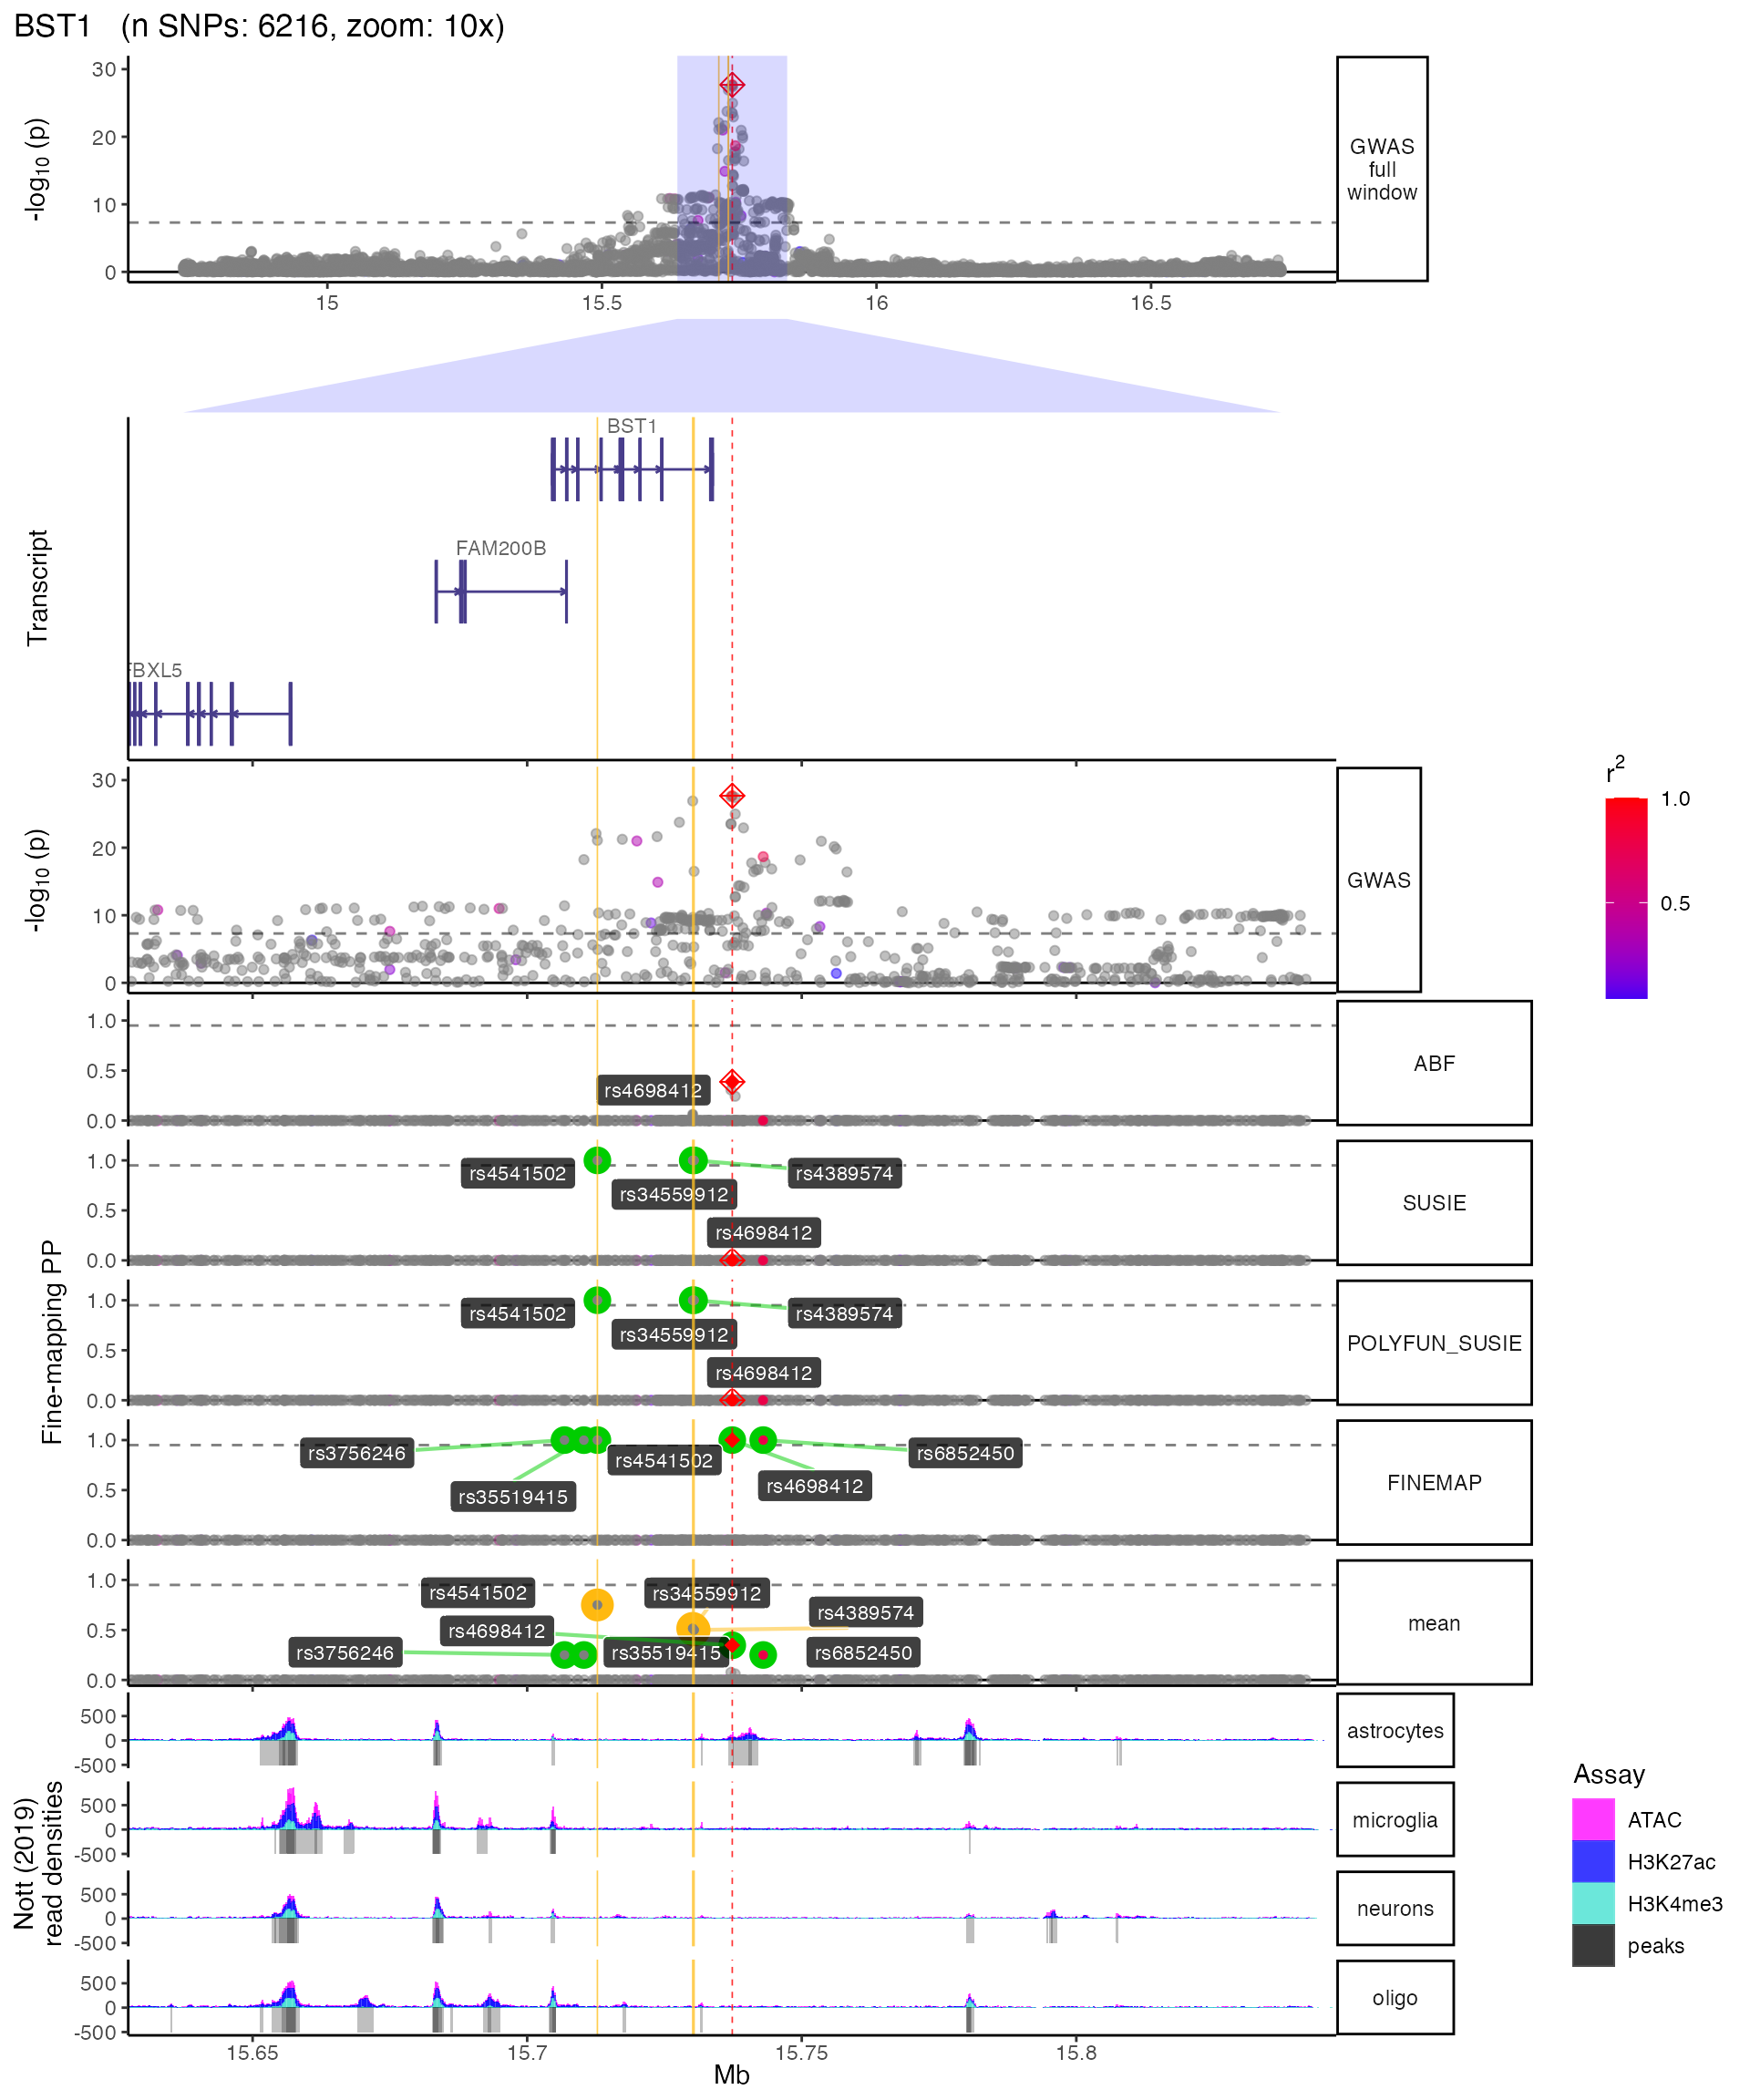 BST1 (n SNPs: 6216, zoom: 10x)
-log10 (p)
30
20
10
0
GWAS
full
window
15
15.5
16
16.5
Transcript
BST1
FAM200B
FBXL5
-log10 (p)
30
20
10
0
GWAS
r2
1.0
0.5
Fine-mapping PP
1.0
0.5
0.0
rs4698412
ABF
1.0
0.5
0.0
rs4541502
rs34559912
rs4389574
rs4698412
SUSIE
1.0
0.5
0.0
rs4541502
rs34559912
rs4389574
rs4698412
POLYFUN_SUSIE
1.0
0.5
0.0
rs3756246
rs35519415
rs4541502
rs4698412
rs6852450
FINEMAP
1.0
0.5
0.0
rs4541502
rs34559912
rs4389574
rs4698412
rs3756246
rs35519415
rs6852450
mean
Nott (2019)
read densities
500
0
-500
astrocytes
500
0
-500
microglia
500
0
-500
neurons
500
0
-500
oligo
15.65
15.7
15.75
15.8
Mb
Assay
ATAC
H3K27ac
H3K4me3
peaks